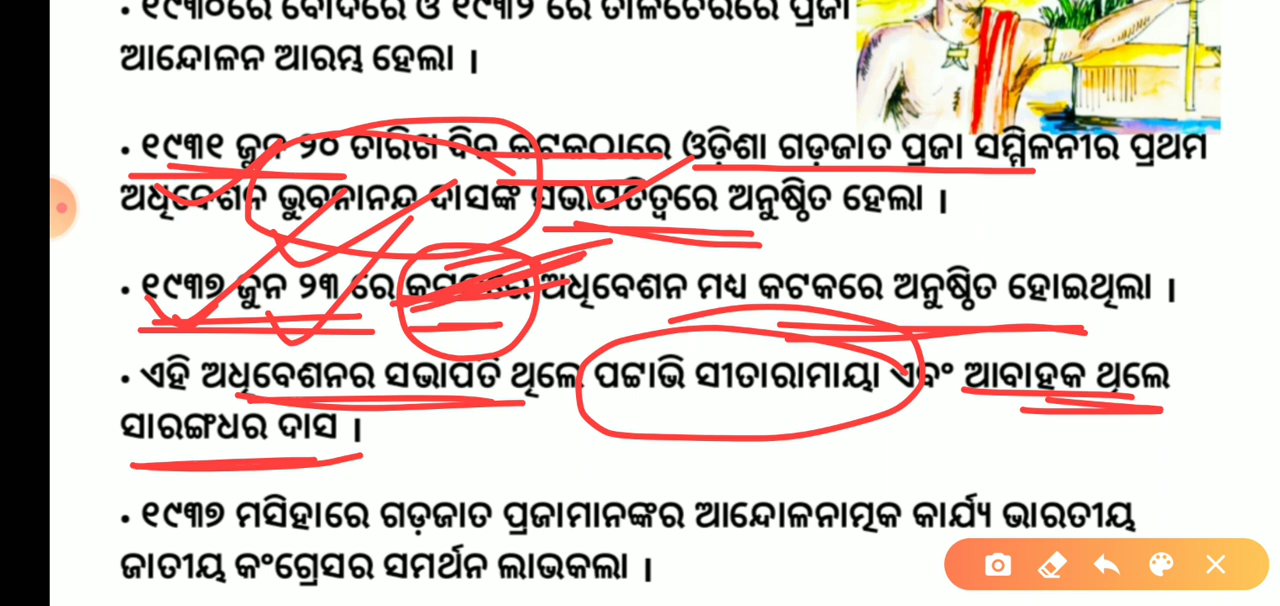 • ୧୯୩୦ରେ ବୌଦରେ ଓ ୧୯୩୨ ରେ ତାଳଚେରରେ ପ୍ରଜା
ଆନ୍ଦୋଳନ ଆରମ୍ଭ ହେଲା ।
• ୧୯୩୧ ଜୁନ ୨୦ ତାରିଖ ଦିନ କଟକଠାରେ ଓଡ଼ିଶା ଗଡ଼ଜାତ ପ୍ରଜା ସମ୍ମିଳନୀର ପ୍ରଥମ
ଅଧିବେଶନ ଭୁବନାନନ୍ଦ ଦାସଙ୍କ ସଭାପତିତ୍ୱରେ ଅନୁଷ୍ଠିତ ହେଲା ।
• ୧୯୩୭ ଜୁନ ୨୩ ରେ ଅଧିବେଶନ ମଧ୍ୟ କଟକରେ ଅନୁଷ୍ଠିତ ହୋଇଥିଲା ।
• ଏହି ଅଧିବେଶନର ସଭାପତି ଥିଲେ ପଟ୍ଟାଭି ସୀତାରାମାୟା ଏବଂ ଆବାହକ ଥିଲେ
ସାରଙ୍ଗଧର ଦାସ ।
• ୧୯୩୭ ମସିହାରେ ଗଡ଼ଜାତ ପ୍ରଜାମାନଙ୍କର ଆନ୍ଦୋଳନାତ୍ମକ କାର୍ଯ୍ୟ ଭାରତୀୟ
ଜାତୀୟ କଂଗ୍ରେସର ସମର୍ଥନ ଲାଭକଲା ।